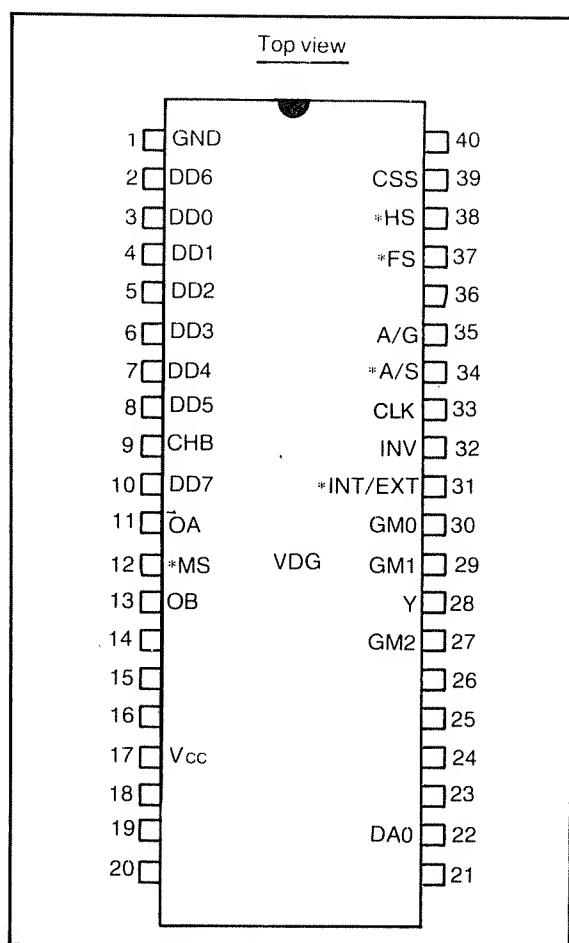 Top view
1 GND 40
2 DD6 CSS 39
3 DD0 *HS 38
4 DD1 *FS 37
5 DD2 36
6 DD3 A/G 35
7 DD4 *A/S 34
8 DD5 CLK 33
9 CHB INV 32
10 DD7 *INT/EXT 31
11 OA GM0 30
12 *MS VDG GM1 29
13 OB Y 28
14 GM2 27
15 26
16 25
17 Vcc 24
18 23
19 DA0 22
20 21